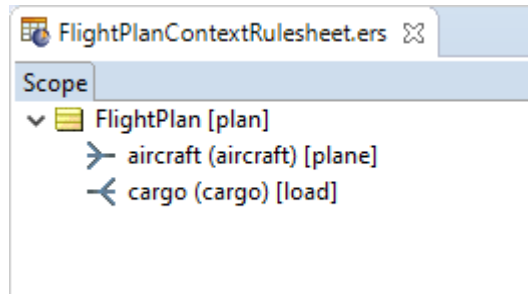 FlightPlanContextRulesheet.ers
Scope
FlightPlan [plan]
aircraft (aircraft) [plane]
cargo (cargo) [load]